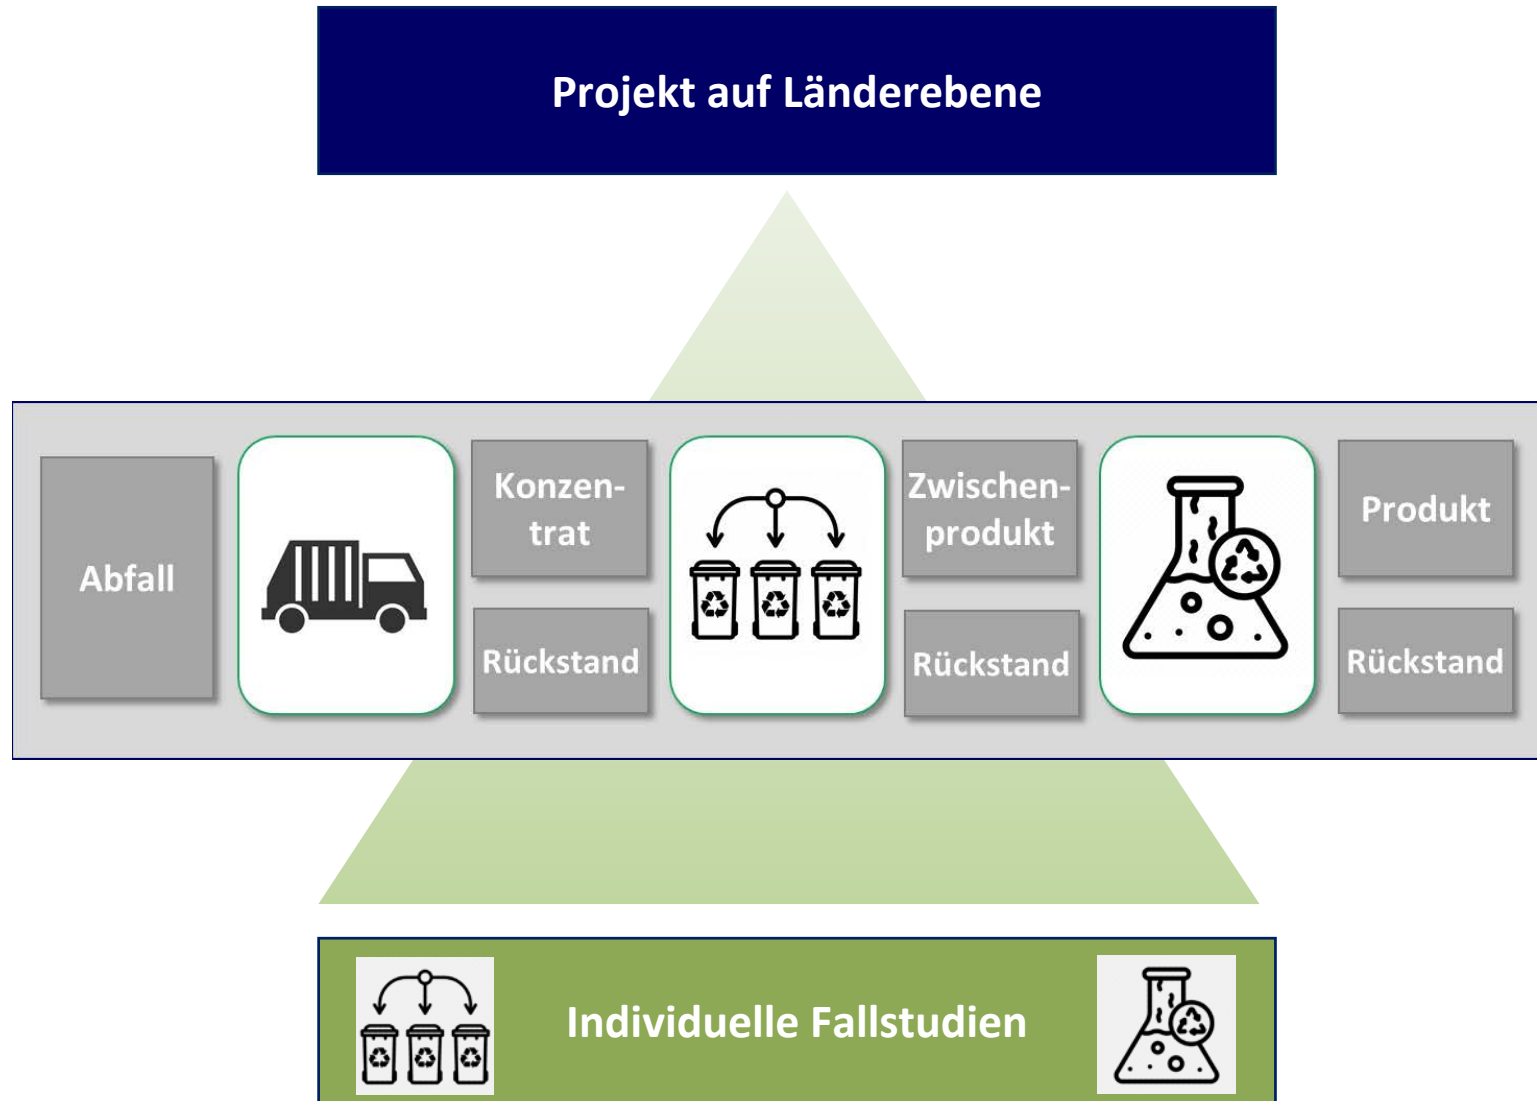 Projekt auf Länderebene
Abfall
Konzen-
trat
Rückstand
Zwischen-
produkt
Rückstand
Produkt
Rückstand
Individuelle Fallstudien